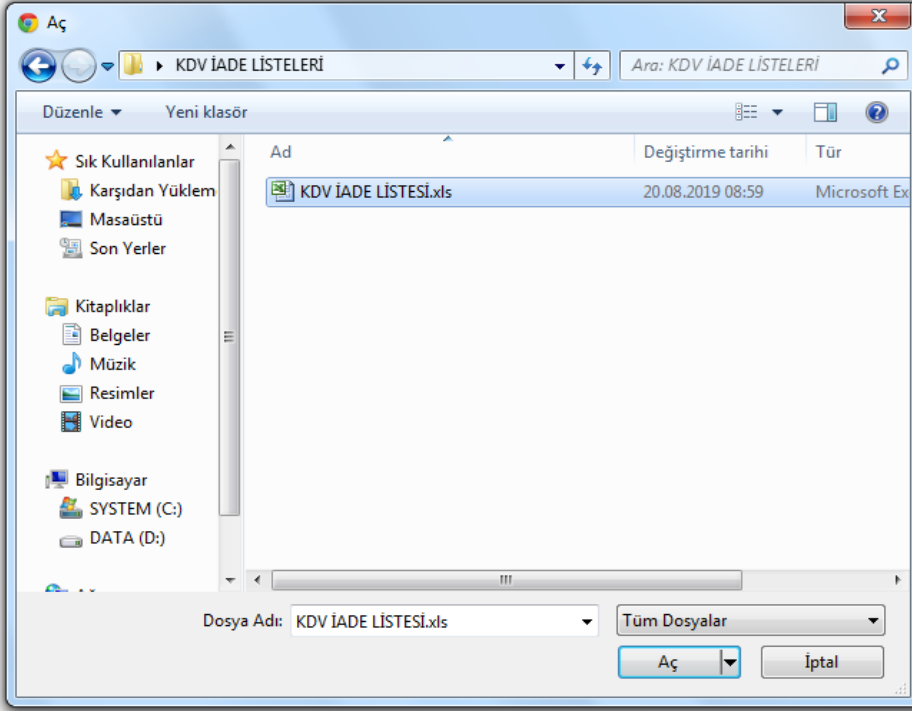 Aç
KDV İADE LİSTELERİ
Ara: KDV İADE LİSTELERİ
Düzenle
Yeni klasör
Ad
Değiştirme tarihi
Tür
Sık Kullanılanlar
Karşıdan Yüklem
Masaüstü
Son Yerler
Kitaplıklar
Belgeler
Müzik
Resimler
Video
Bilgisayar
SYSTEM (C:)
DATA (D:)
KDV İADE LİSTESİ.xls
20.08.2019 08:59
Microsoft Ex
Dosya Adı:
KDV İADE LİSTESİ.xls
Tüm Dosyalar
Aç
İptal